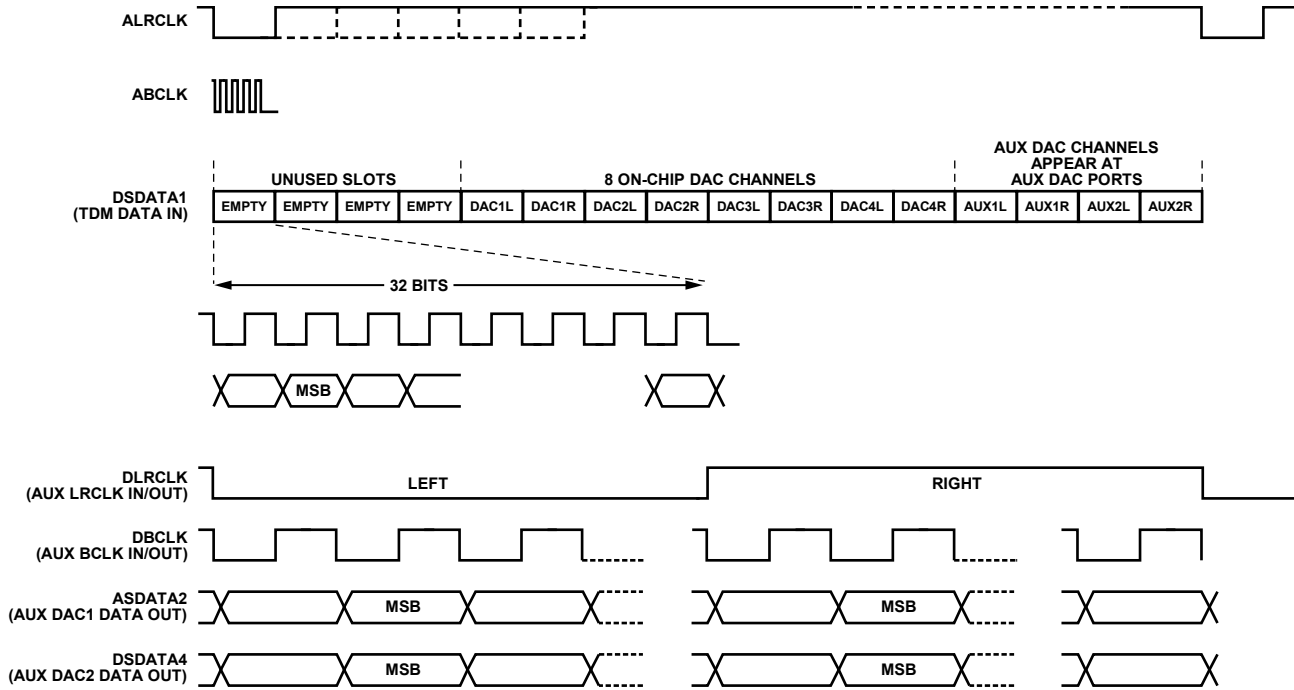 ALRCLK
ABCLK
AUX DAC CHANNELS
APPEAR AT
AUX DAC PORTS
UNUSED SLOTS
8 ON-CHIP DAC CHANNELS
DSDATA1
(TDM DATA IN)
EMPTY EMPTY EMPTY EMPTY DAC1L DAC1R DAC2L DAC2R DAC3L DAC3R DAC4L DAC4R AUX1L AUX1R AUX2L AUX2R
32 BITS
MSB
DLRCLK
(AUX LRCLK IN/OUT)
LEFT RIGHT
DBCLK
(AUX BCLK IN/OUT)
ASDATA2
(AUX DAC1 DATA OUT)
MSB MSB
DSDATA4
(AUX DAC2 DATA OUT)
MSB MSB